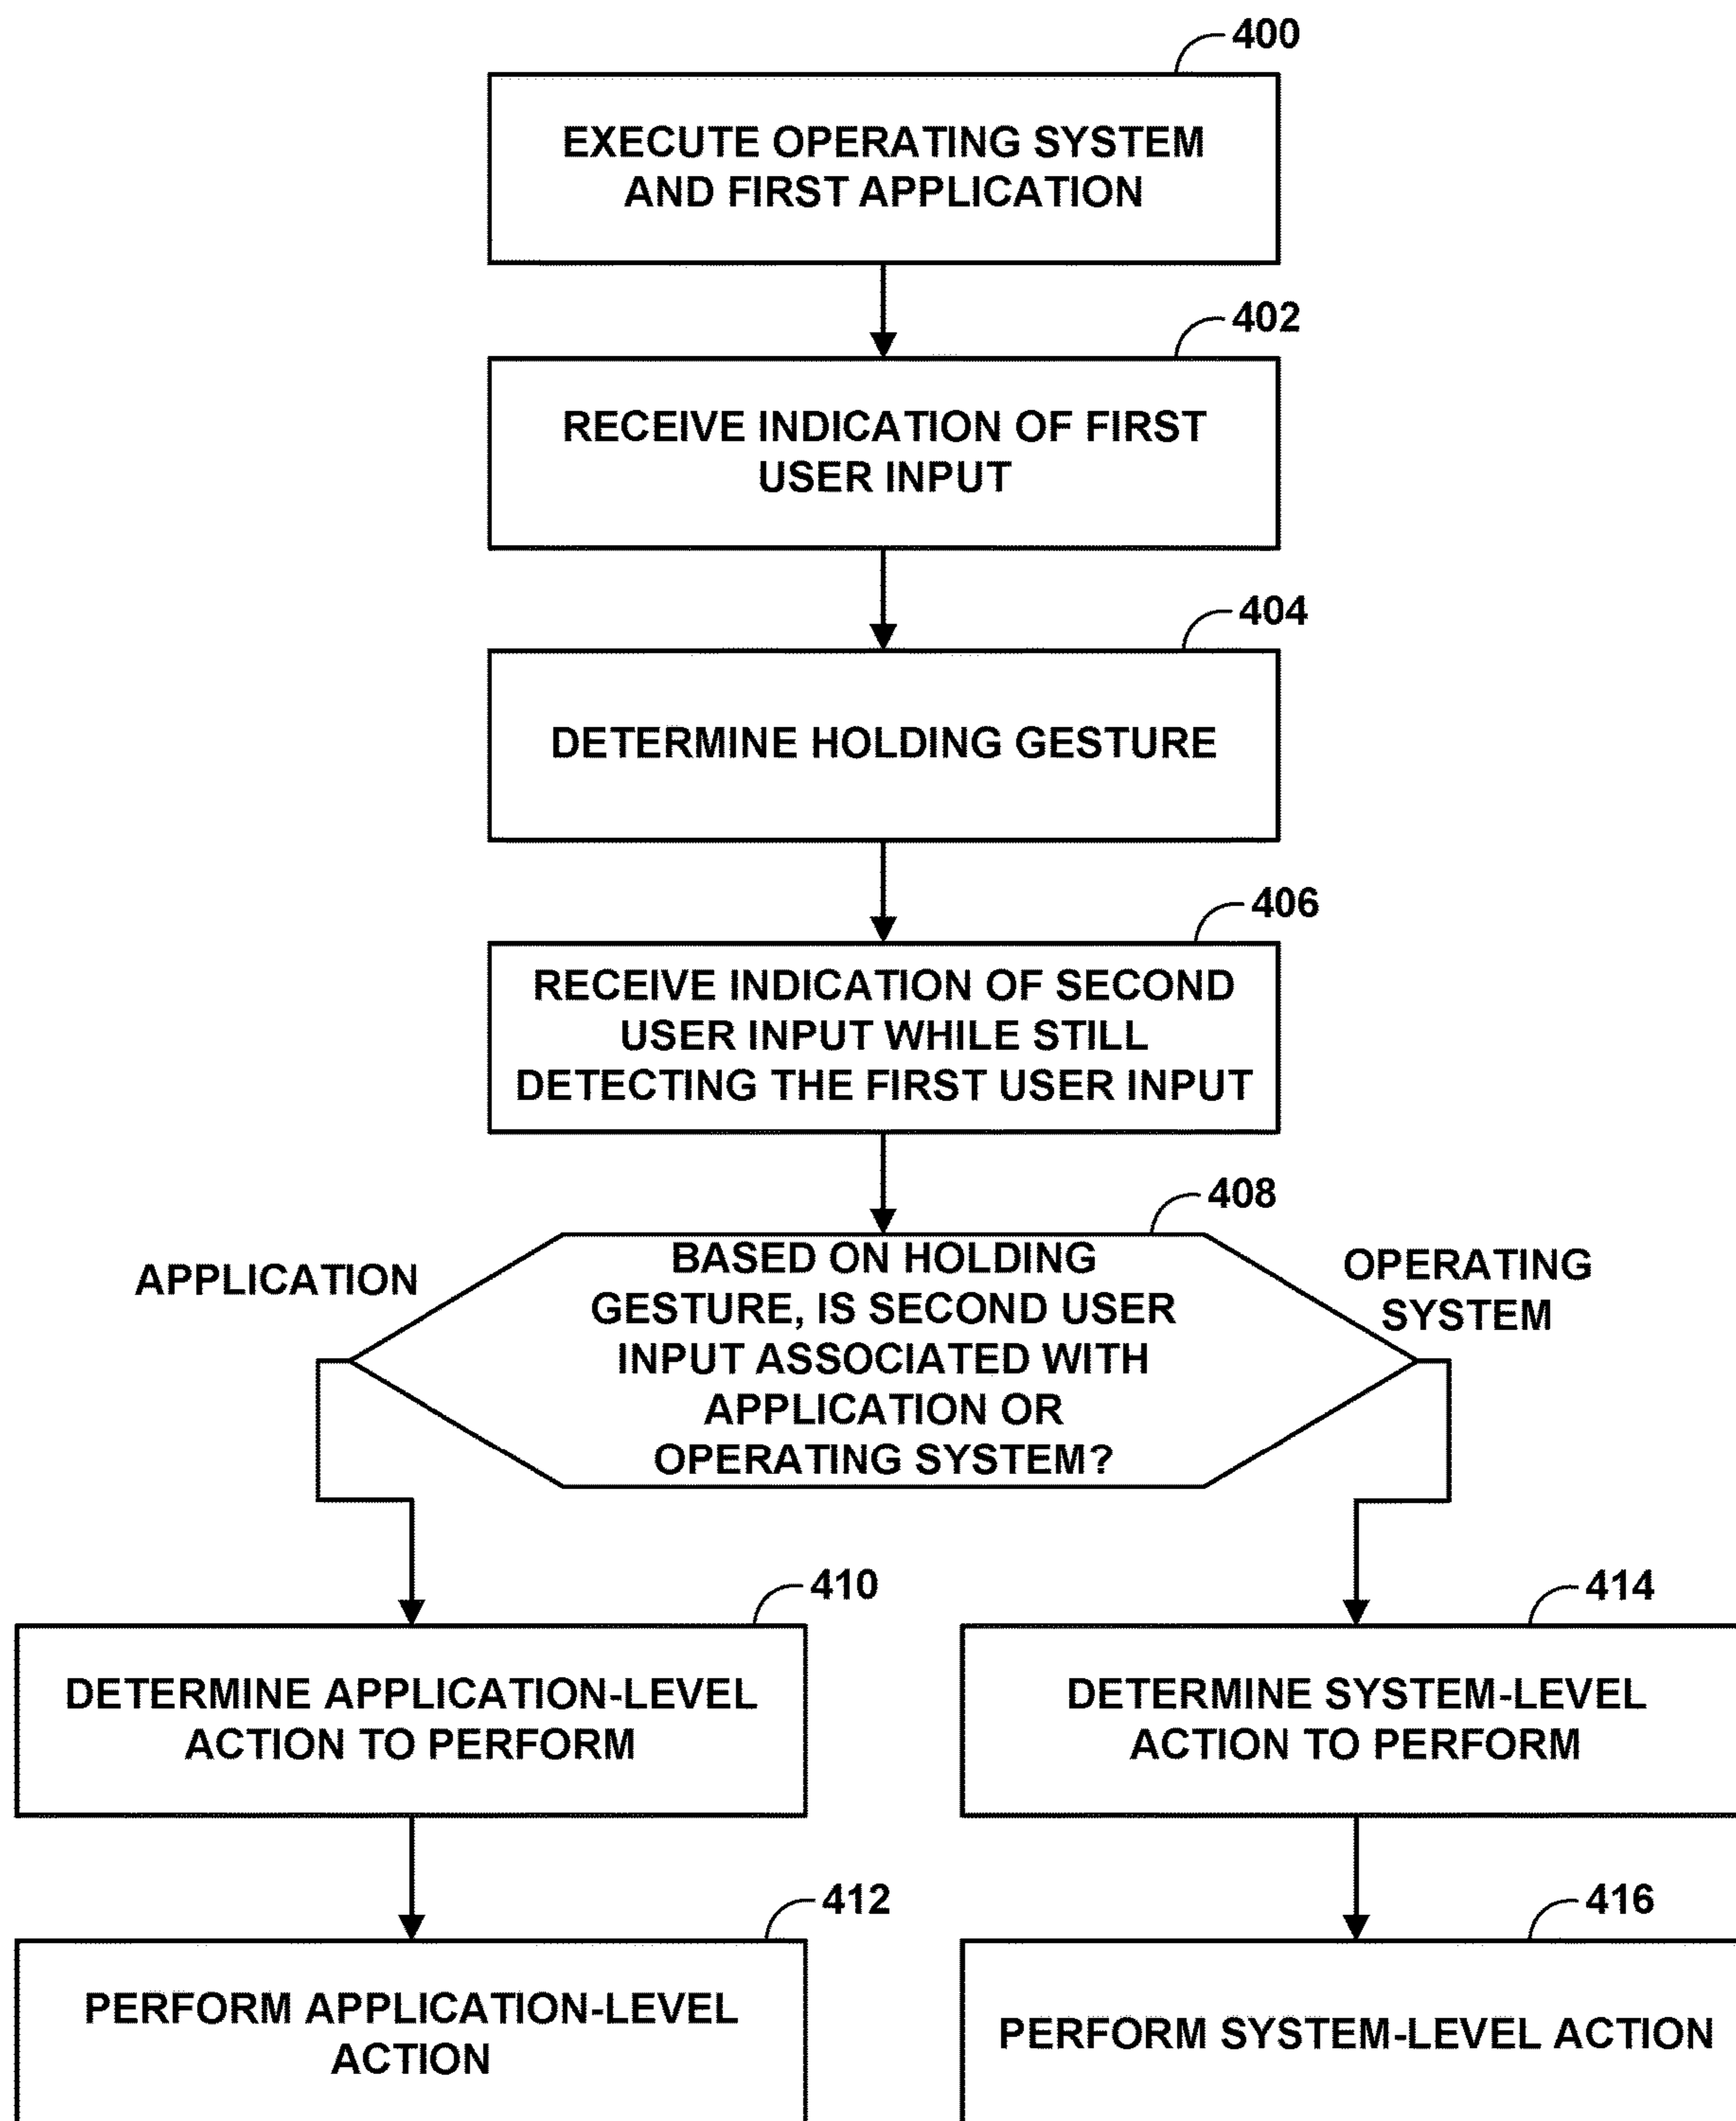 400
EXECUTE OPERATING SYSTEM
AND FIRST APPLICATION
402
RECEIVE INDICATION OF FIRST
USER INPUT
404
DETERMINE HOLDING GESTURE
406
RECEIVE INDICATION OF SECOND
USER INPUT WHILE STILL
DETECTING THE FIRST USER INPUT
408
BASED ON HOLDING
GESTURE, IS SECOND USER
INPUT ASSOCIATED WITH
APPLICATION OR
OPERATING SYSTEM?
APPLICATION
OPERATING
SYSTEM
410
DETERMINE APPLICATION-LEVEL
ACTION TO PERFORM
412
PERFORM APPLICATION-LEVEL
ACTION
414
DETERMINE SYSTEM-LEVEL
ACTION TO PERFORM
416
PERFORM SYSTEM-LEVEL ACTION